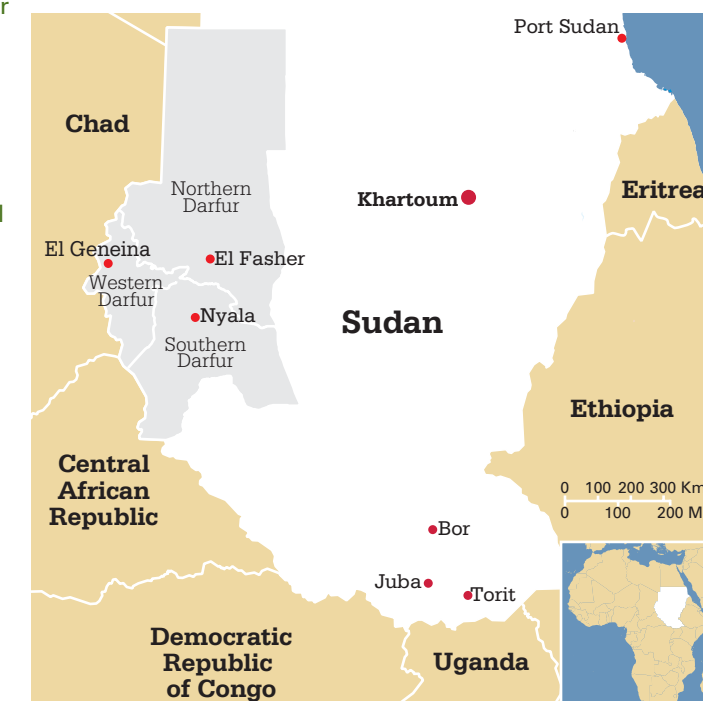 r
Port Sudan
Chad
Northern
Darfur
Khartoum
Eritrea
l
El Geneina
El Fasher
Western
Darfur
Nyala
Sudan
Southern
Darfur
Ethiopia
Central
African
Republic
0 100 200 300 Km
0 100 200 M
Bor
Juba
Torit
Democratic
Republic
of Congo
Uganda